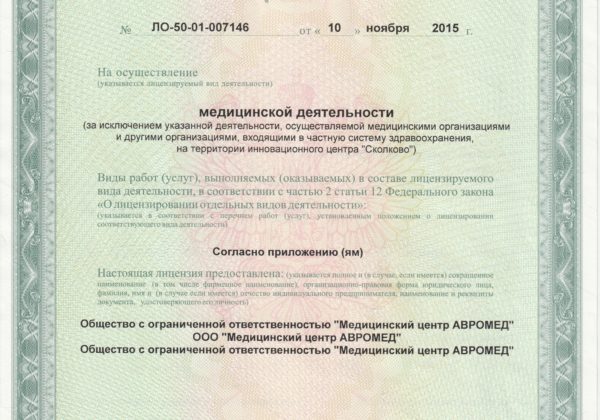 № ЛО-50-01-007146 от « 10 » ноября 2015 г.
На осуществление
(указывается лицензируемый вид деятельности)
медицинской деятельности
(за исключением указанной деятельности, осуществляемой медицинскими организациями
и другими организациями, входящими в частную систему здравоохранения,
на территории инновационного центра "Сколково")
Виды работ (услуг), выполняемых (оказываемых) в составе лицензируемого
вида деятельности, в соответствии с частью 2 статьи 12 Федерального закона
«О лицензировании отдельных видов деятельности»:
(указываются в соответствии с перечнем работ (услуг), установленным положением о лицензировании
соответствующего вида деятельности)
Согласно приложению (ям)
Настоящая лицензия предоставлена: (указывается полное и (в случае, если имеется) сокращенное
наименование (в том числе фирменное наименование), организационно-правовая форма юридического лица,
фамилия, имя и (в случае если имеется) отчество индивидуального предпринимателя, наименование и реквизиты
документа, удостоверяющего его личность)
Общество с ограниченной ответственностью "Медицинский центр АВРОМЕД"
ООО "Медицинский центр АВРОМЕД"
Общество с ограниченной ответственностью "Медицинский центр АВРОМЕД"